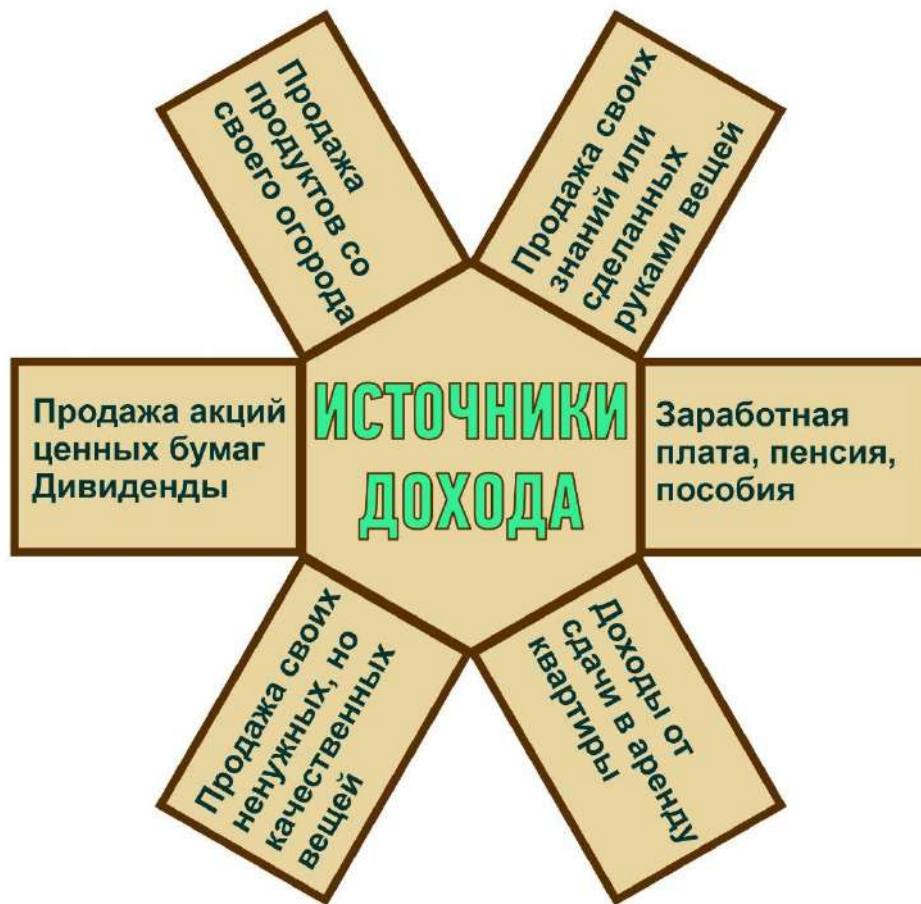 Продажа
продуктов со
своего огорода
Продажа своих
знаний или
сделанных
руками вещей
Продажа акций
ценных бумаг
Дивиденды
ИСТОЧНИКИ
ДОХОДА
Заработная
плата, пенсия,
пособия
Продажа своих
ненужных, но
качественных
вещей
Доходы от
сдачи в аренду
квартиры